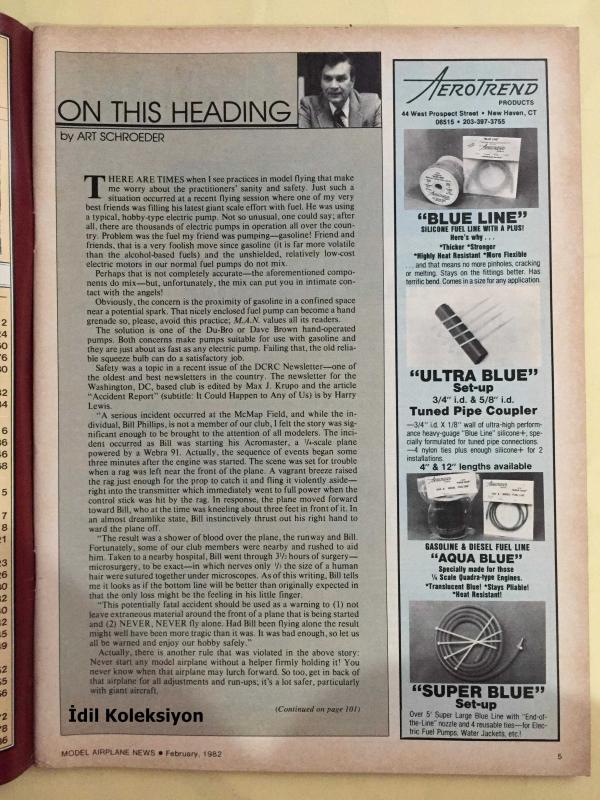 ON THIS HEADING
by ART SCHROEDER
THERE ARE TIMES when I see practices in model flying that make
me worry about the practitioners' sanity and safety. Just such a
situation occurred at a recent flying session where one of my very
best friends was filling his latest giant scale effort with fuel. He was using
a typical, hobby-type electric pump. Not so unusual, one could say; after
all, there are thousands of electric pumps in operation all over the coun-
try. Problem was the fuel my friend was pumping—gasoline! Friend and
friends, that is a very foolish move since gasoline (it is far more volatile
than the alcohol-based fuels) and the unshielded, relatively low-cost
electric motors in our normal fuel pumps do not mix.
Perhaps that is not completely accurate—the aforementioned compo-
nents do mix—but, unfortunately, the mix can put you in intimate con-
tact with the angels!
Obviously, the concern is the proximity of gasoline in a confined space
near a potential spark. That nicely enclosed fuel pump can become a hand
grenade so, please, avoid this practice; M.A.N. values all its readers.
The solution is one of the Du-Bro or Dave Brown hand-operated
pumps. Both concerns make pumps suitable for use with gasoline and
they are just about as fast as any electric pump. Failing that, the old relia-
ble squeeze bulb can do a satisfactory job.
Safety was a topic in a recent issue of the DCRC Newsletter—one of
the oldest and best newsletters in the country. The newsletter for the
Washington, DC, based club is edited by Max J. Krupo and the article
"Accident Report" (subtitle: It Could Happen to Any of Us) is by Harry
Lewis.
"A serious incident occurred at the McMap Field, and while the in-
dividual, Bill Phillips, is not a member of our club, I felt the story was sig-
nificant enough to be brought to the attention of all modelers. The inci-
dent occurred as Bill was starting his Acromaster, a ¼-scale plane
powered by a Webra 91. Actually, the sequence of events began some
three minutes after the engine was started. The scene was set for trouble
when a rag was left near the front of the plane. A vagrant breeze raised
the rag just enough for the prop to catch it and fling it violently aside—
right into the transmitter which immediately went to full power when the
control stick was hit by the rag. In response, the plane moved forward
toward Bill, who at the time was kneeling about three feet in front of it. In
an almost dreamlike state, Bill instinctively thrust out his right hand to
ward the plane off.
"The result was a shower of blood over the plane, the runway and Bill.
Fortunately, some of our club members were nearby and rushed to aid
him. Taken to a nearby hospital, Bill went through 3½ hours of surgery—
microsurgery, to be exact—in which nerves only the size of a human
hair were sutured together under microscopes. As of this writing, Bill tells
me it looks as if the bottom line will be better than originally expected in
that the only loss might be the feeling in his little finger.
"This potentially fatal accident should be used as a warning to (1) not
leave extraneous material around the front of a plane that is being started
and (2) NEVER, NEVER fly alone. Had Bill been flying alone the result
might well have been more tragic than it was. It was bad enough, so let us
all be warned and enjoy our hobby safely."
Actually, there is another rule that was violated in the above story:
Never start any model airplane without a helper firmly holding it! You
never know when that airplane may lurch forward. So too, get in back of
that airplane for all adjustments and run-ups; it's a lot safer, particularly
with giant aircraft.
(Continued on page 101)
İdil Koleksiyon
MODEL AIRPLANE NEWS • February, 1982
AEROTREND
PRODUCTS
44 West Prospect Street • New Haven, CT
06515 • 203-397-3755
"BLUE LINE"
SILICONE FUEL LINE WITH A PLUS!
Here's why . . .
*Thicker *Stronger
*Highly Heat Resistant *More Flexible
. . . and that means no more pinholes, cracking
or melting. Stays on the fittings better. Has
terrific bend. Comes in a size for any application.
"ULTRA BLUE"
Set-up
3/4" i.d. & 5/8" i.d.
Tuned Pipe Coupler
—3/4" i.d. X 1/8" wall of ultra-high perform-
ance heavy-guage "Blue Line" silicone+, spe-
cially formulated for tuned pipe connections.
—4 nylon ties plus enough silicone+ for 2
installations.
4" & 12" lengths available
GASOLINE & DIESEL FUEL LINE
"AQUA BLUE"
Specially made for those
¼ Scale Quadra-type Engines.
*Translucent Blue! *Stays Pliable!
*Heat Resistant!
"SUPER BLUE"
Set-up
Over 5' Super Large Blue Line with "End-of-
the-Line" nozzle and 4 reusable ties—for Elec-
tric Fuel Pumps, Water Jackets, etc.!
5